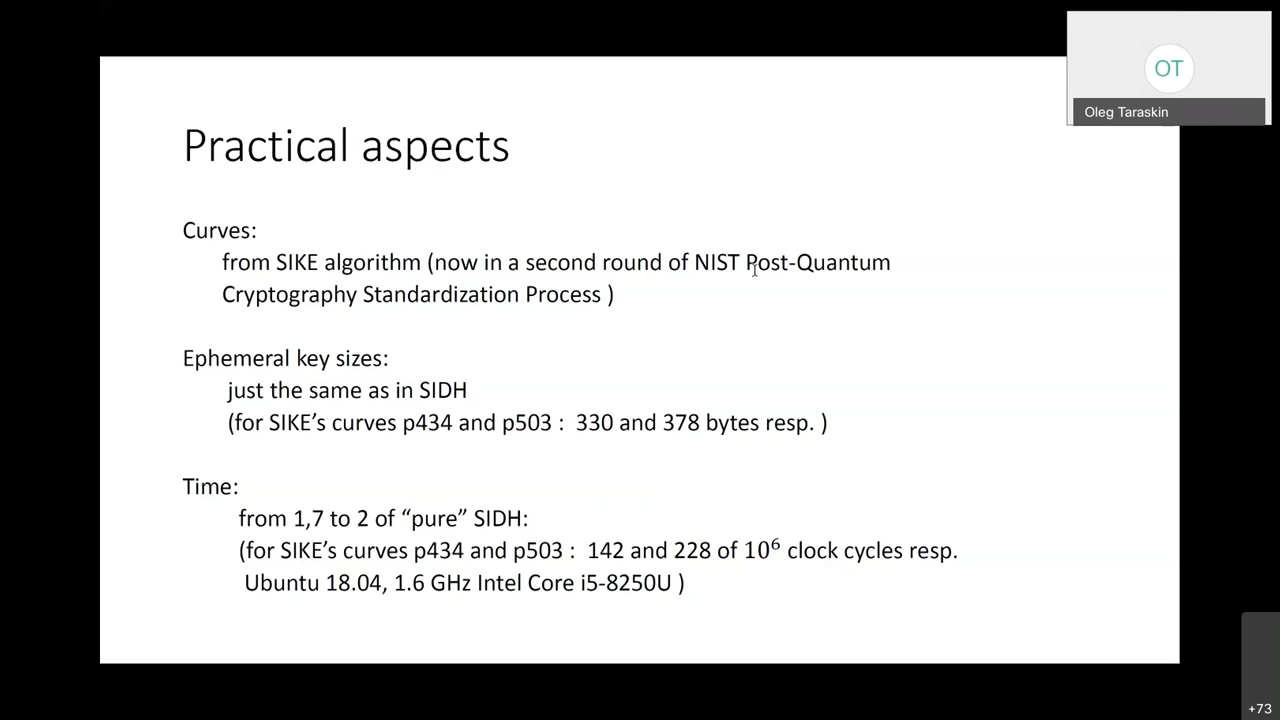 OT
Oleg Taraskin
Practical aspects
Curves:
from SIKE algorithm (now in a second round of NIST Post-Quantum
Cryptography Standardization Process )
Ephemeral key sizes:
just the same as in SIDH
(for SIKE’s curves p434 and p503 : 330 and 378 bytes resp. )
Time:
from 1,7 to 2 of “pure” SIDH:
(for SIKE’s curves p434 and p503 : 142 and 228 of 10⁶ clock cycles resp.
Ubuntu 18.04, 1.6 GHz Intel Core i5-8250U )
+73